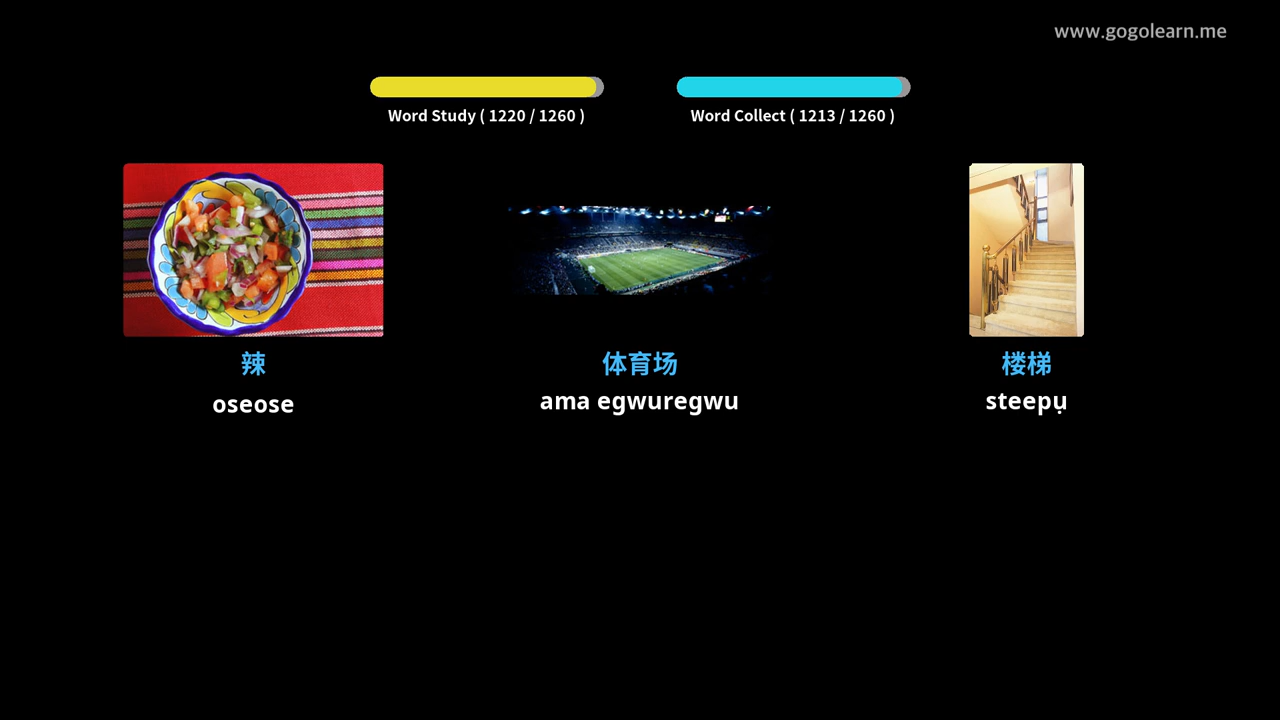 www.gogolearn.me
Word Study ( 1220 / 1260 )
Word Collect ( 1213 / 1260 )
辣
oseose
体育场
ama egwuregwu
楼梯
steepụ